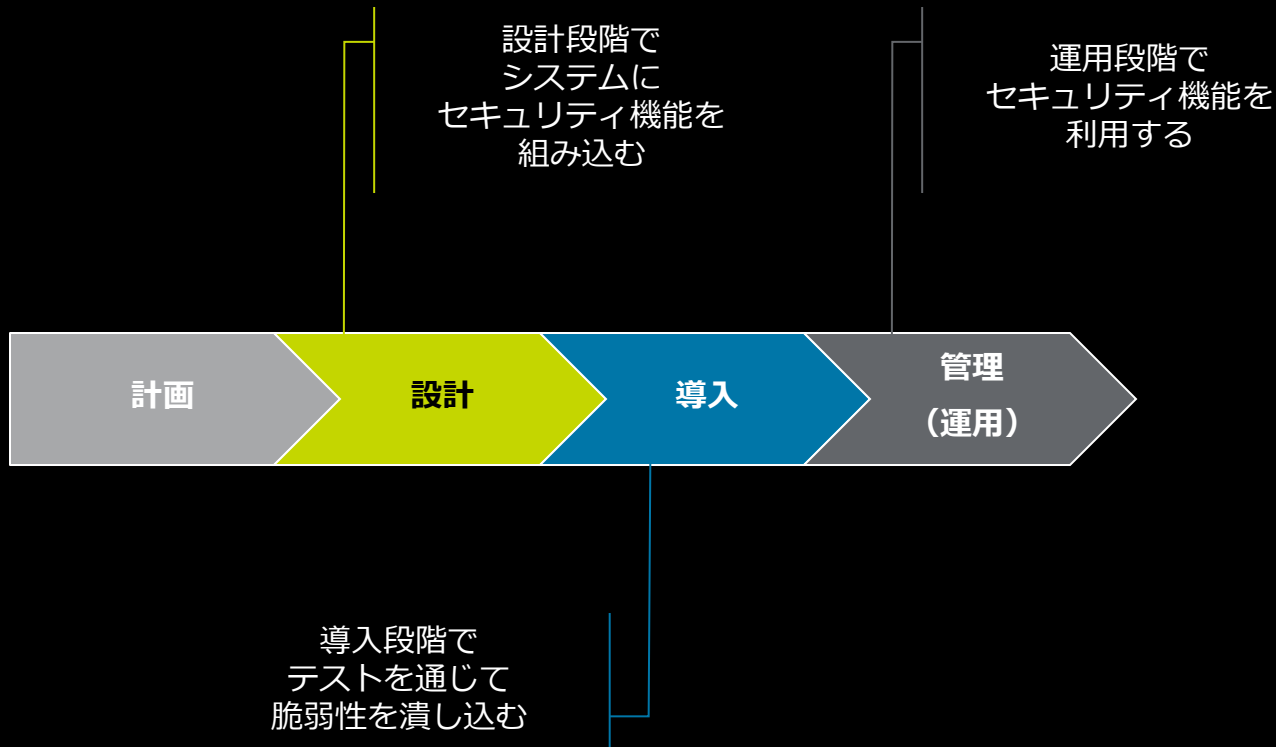 設計段階で
システムに
セキュリティ機能を
組み込む
運用段階で
セキュリティ機能を
利用する
計画
設計
導入
管理
（運用）
導入段階で
テストを通じて
脆弱性を潰し込む